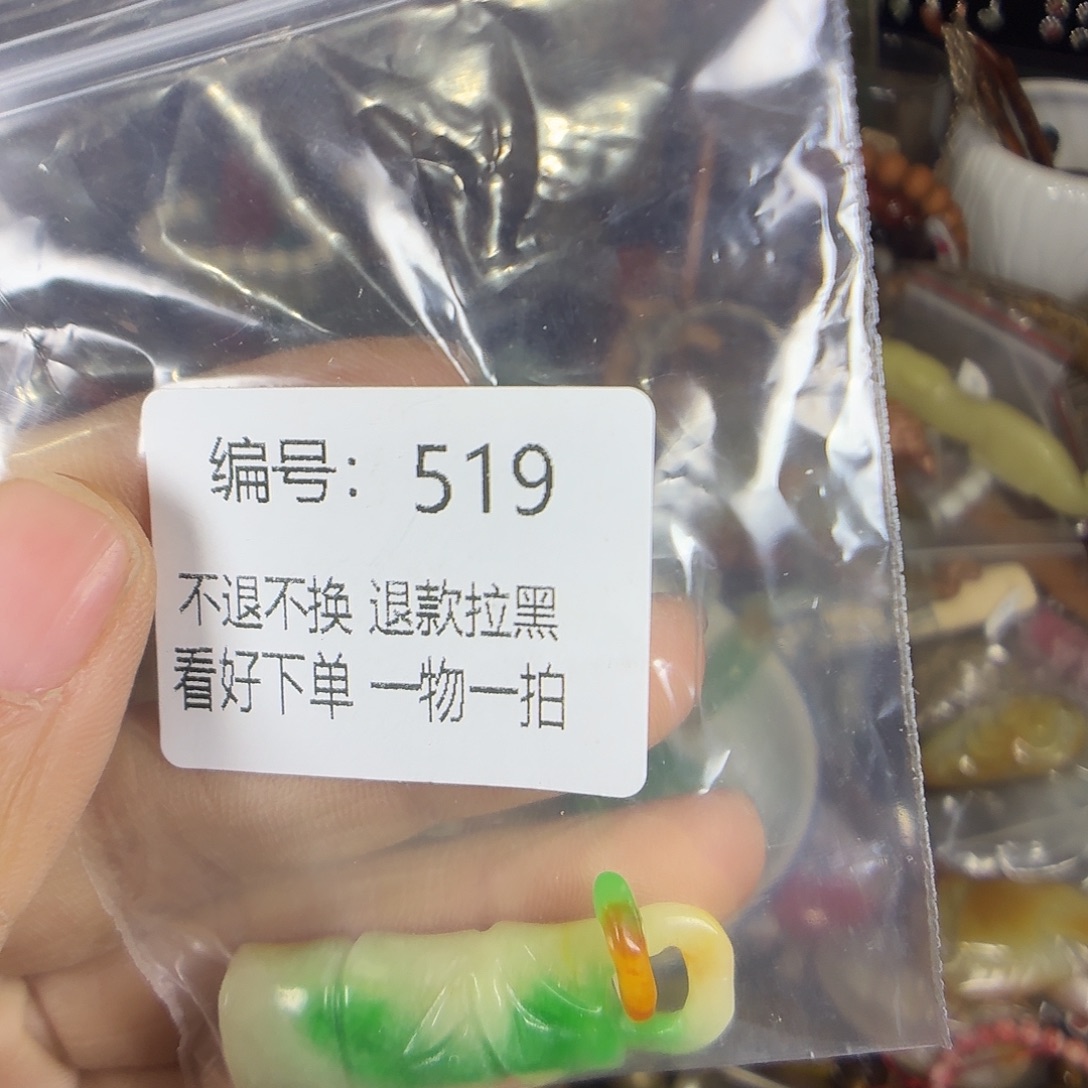 编号：519
不退不换 退款拉黑
看好下单 一物一拍